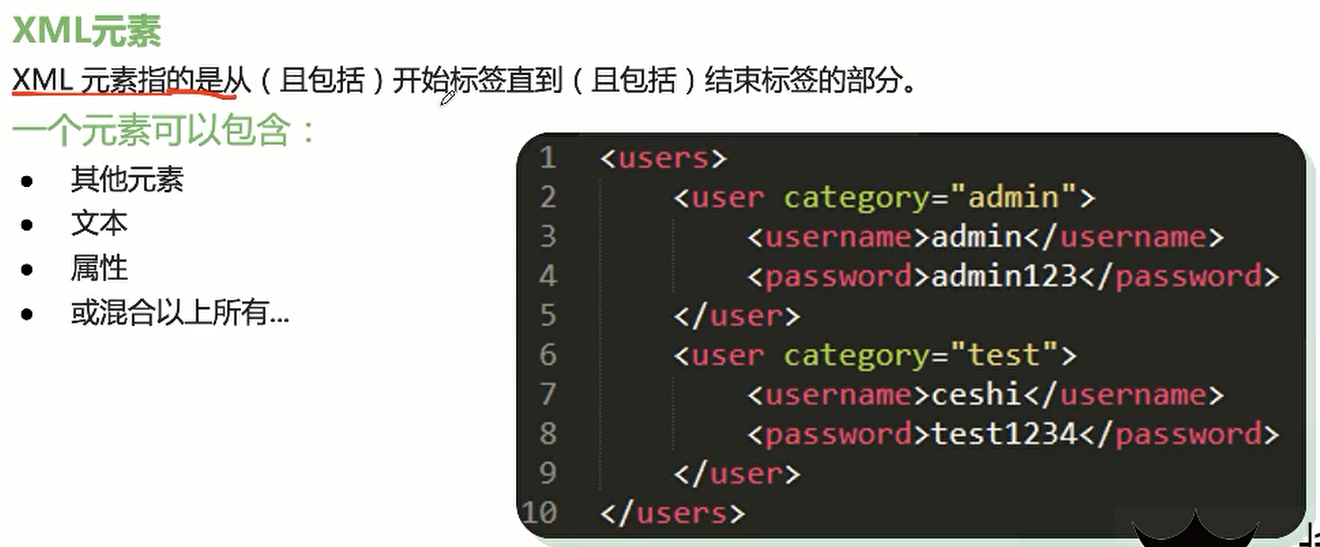 XML元素
XML 元素指的是从（且包括）开始标签直到（且包括）结束标签的部分。
一个元素可以包含：
• 其他元素
• 文本
• 属性
• 或混合以上所有...
1 <users>
2 <user category="admin">
3 <username>admin</username>
4 <password>admin123</password>
5 </user>
6 <user category="test">
7 <username>ceshi</username>
8 <password>test1234</password>
9 </user>
10 </users>